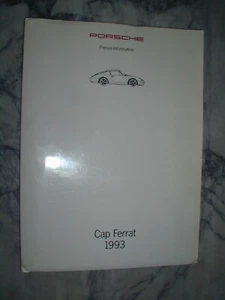 PORSCHE
Presse-Information
Cap Ferrat
1993